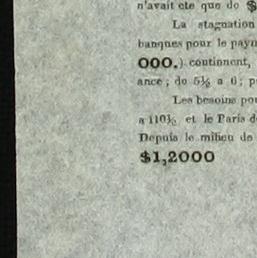 n'avait ete que de $
La stagnation
banques pour le payn
000.) continent,
ance ; de 5½ a 6 ; p
Les besoins pou
a 110½ et le Paris d
Depuis le milieu de
$1,2000